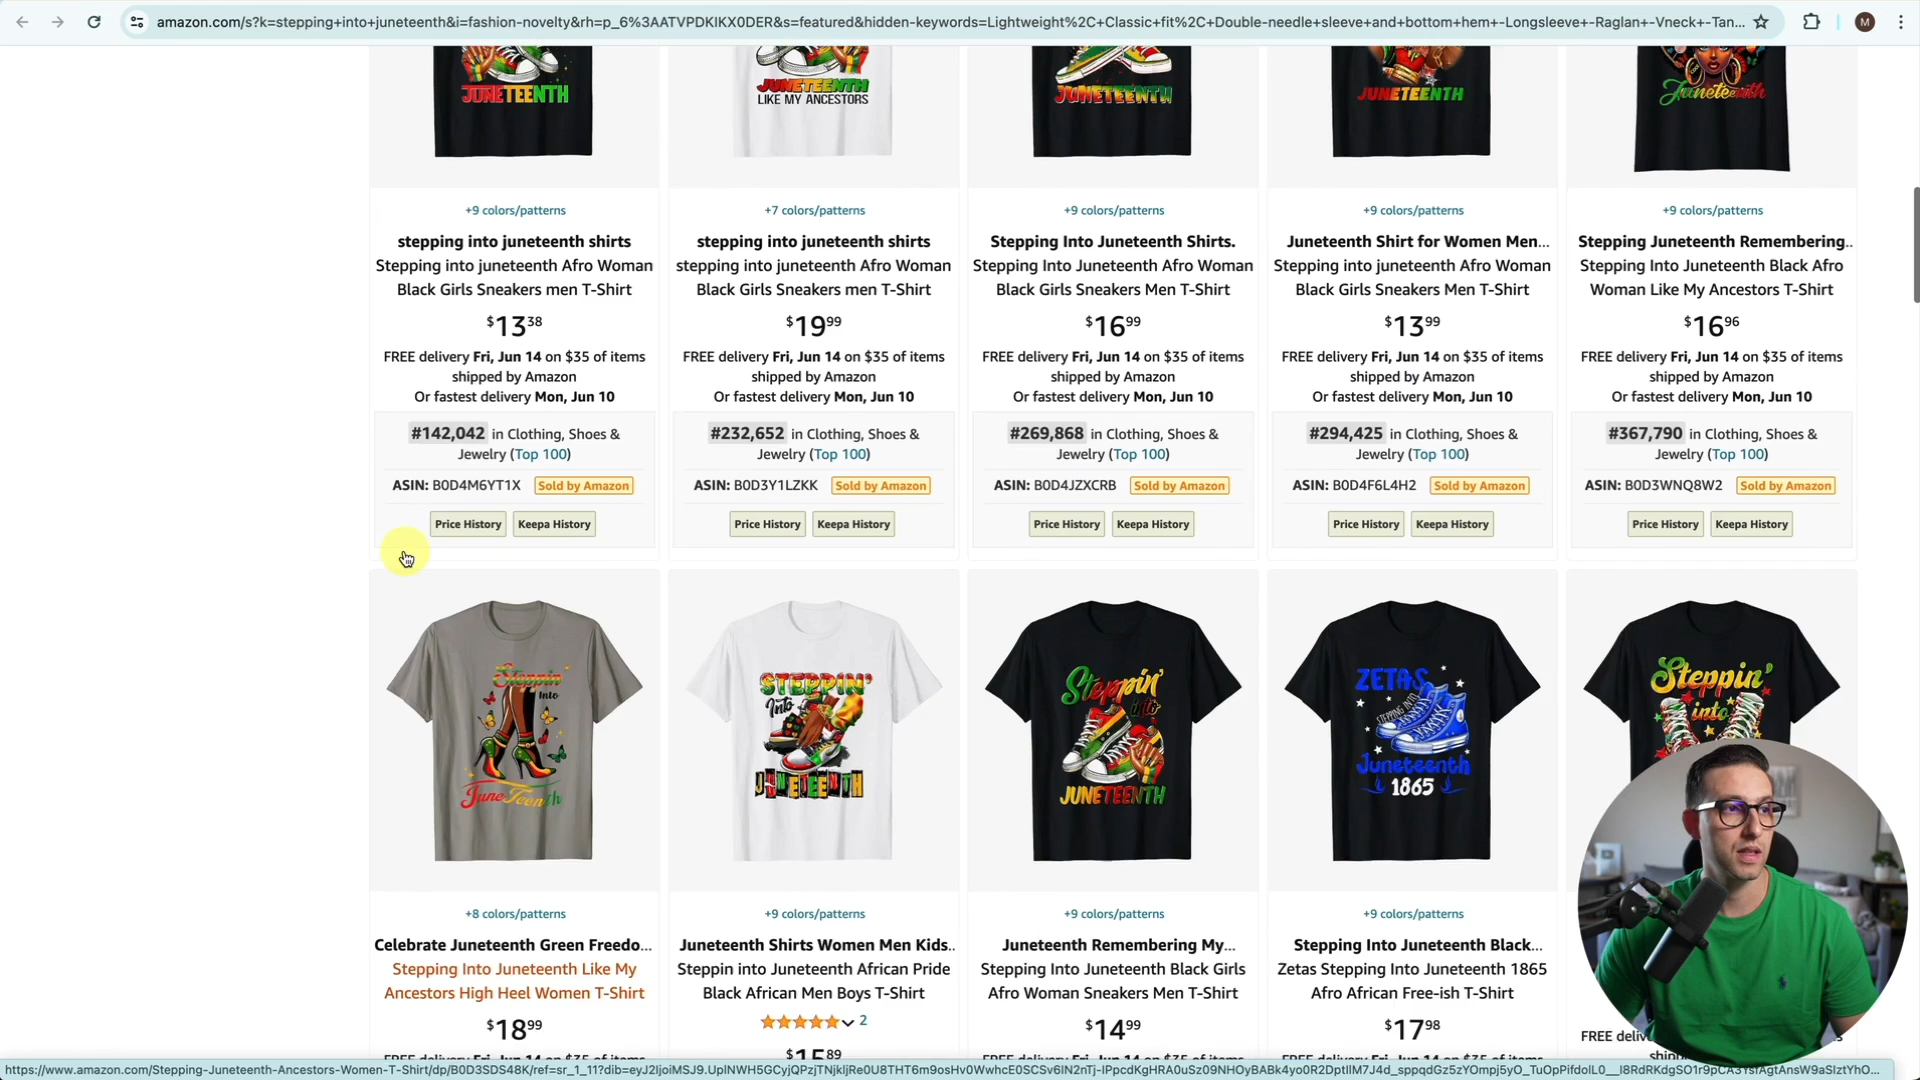 amazon.com/s?k=stepping+into+juneteenth&i=fashion-novelty&rh=p_6%3AATVPDKIKX0DER&s=featured&hidden-keywords=Lightweight%2C+Classic+fit%2C+Double-needle+sleeve+and+bottom+hem+-Longsleeve+-Raglan+-Vneck+-Tan...
M
JUNETEENTH
JUNETEENTH
LIKE MY ANCESTORS
JUNETEENTH
JUNETEENTH
Juneteenth
+9 colors/patterns
+7 colors/patterns
+9 colors/patterns
+9 colors/patterns
+9 colors/patterns
stepping into juneteenth shirts
Stepping into juneteenth Afro Woman
Black Girls Sneakers men T-Shirt
$13 38
FREE delivery Fri, Jun 14 on $35 of items
shipped by Amazon
Or fastest delivery Mon, Jun 10
#142,042 in Clothing, Shoes &
Jewelry (Top 100)
ASIN: B0D4M6YT1X Sold by Amazon
Price History Keepa History
stepping into juneteenth shirts
stepping into juneteenth Afro Woman
Black Girls Sneakers men T-Shirt
$19 99
FREE delivery Fri, Jun 14 on $35 of items
shipped by Amazon
Or fastest delivery Mon, Jun 10
#232,652 in Clothing, Shoes &
Jewelry (Top 100)
ASIN: B0D3Y1LZKK Sold by Amazon
Price History Keepa History
Stepping Into Juneteenth Shirts.
Stepping Into Juneteenth Afro Woman
Black Girls Sneakers Men T-Shirt
$16 99
FREE delivery Fri, Jun 14 on $35 of items
shipped by Amazon
Or fastest delivery Mon, Jun 10
#269,868 in Clothing, Shoes &
Jewelry (Top 100)
ASIN: B0D4JZXCRB Sold by Amazon
Price History Keepa History
Juneteenth Shirt for Women Men...
Stepping into juneteenth Afro Woman
Black Girls Sneakers Men T-Shirt
$13 99
FREE delivery Fri, Jun 14 on $35 of items
shipped by Amazon
Or fastest delivery Mon, Jun 10
#294,425 in Clothing, Shoes &
Jewelry (Top 100)
ASIN: B0D4F6L4H2 Sold by Amazon
Price History Keepa History
Stepping Juneteenth Remembering..
Stepping Into Juneteenth Black Afro
Woman Like My Ancestors T-Shirt
$16 96
FREE delivery Fri, Jun 14 on $35 of items
shipped by Amazon
Or fastest delivery Mon, Jun 10
#367,790 in Clothing, Shoes &
Jewelry (Top 100)
ASIN: B0D3WNQ8W2 Sold by Amazon
Price History Keepa History
Steppin'
Into
JuneTeenth
STEPPIN'
Into
JUNETEENTH
Steppin'
into
JUNETEENTH
ZETAS
STEPPING INTO
Juneteenth
1865
Steppin'
into
+8 colors/patterns
Celebrate Juneteenth Green Freedo...
Stepping Into Juneteenth Like My
Ancestors High Heel Women T-Shirt
$18 99
FREE delivery Fri, Jun 14 on $35 of items
+9 colors/patterns
Juneteenth Shirts Women Men Kids..
Steppin into Juneteenth African Pride
Black African Men Boys T-Shirt
2
$15 89
+9 colors/patterns
Juneteenth Remembering My...
Stepping Into Juneteenth Black Girls
Afro Woman Sneakers Men T-Shirt
$14 99
FREE delivery Fri, Jun 14 on $35 of items
+9 colors/patterns
Stepping Into Juneteenth Black...
Zetas Stepping Into Juneteenth 1865
Afro African Free-ish T-Shirt
$17 98
FREE delivery Fri, Jun 14 on $35 of items
FREE